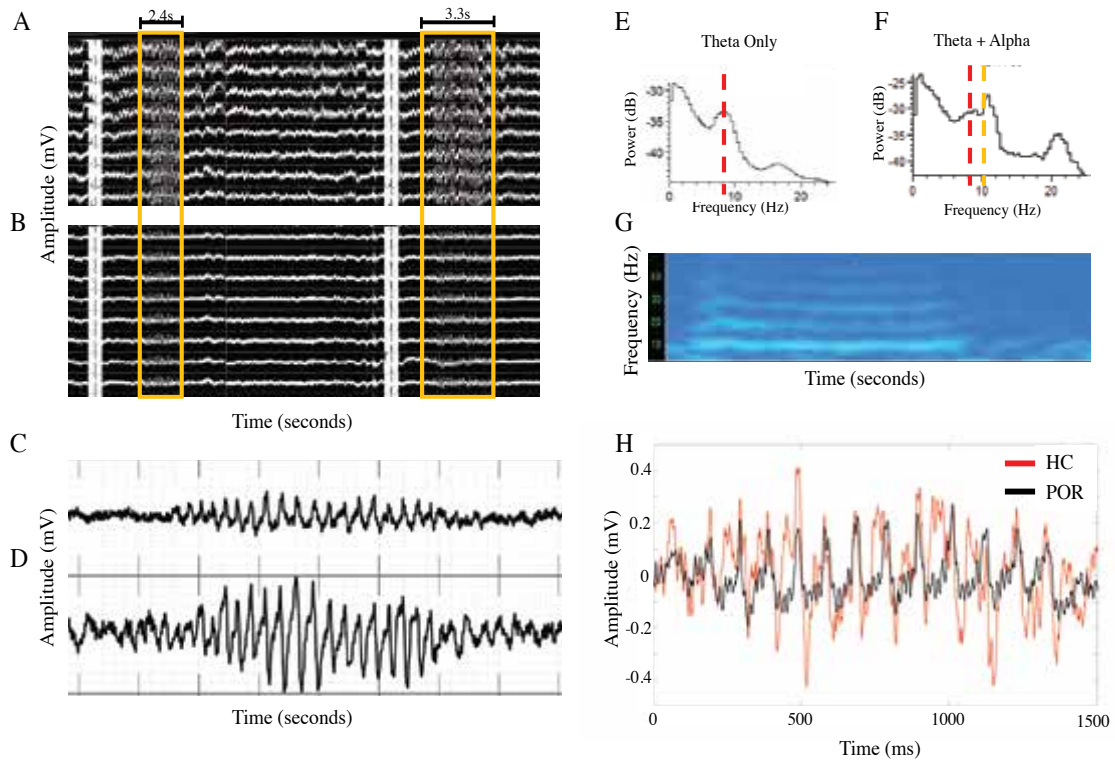 A
2.4s
3.3s
Amplitude (mV)
B
Time (seconds)
C
D
Amplitude (mV)
Time (seconds)
E
Theta Only
Power (dB)
-30
-35
-40
0
10
20
Frequency (Hz)
F
Theta + Alpha
Power (dB)
-25
-30
-35
-40
0
10
20
Frequency (Hz)
G
Frequency (Hz)
10
Time (seconds)
H
HC
POR
Amplitude (mV)
0.4
0.2
0
-0.2
-0.4
0
500
1000
1500
Time (ms)